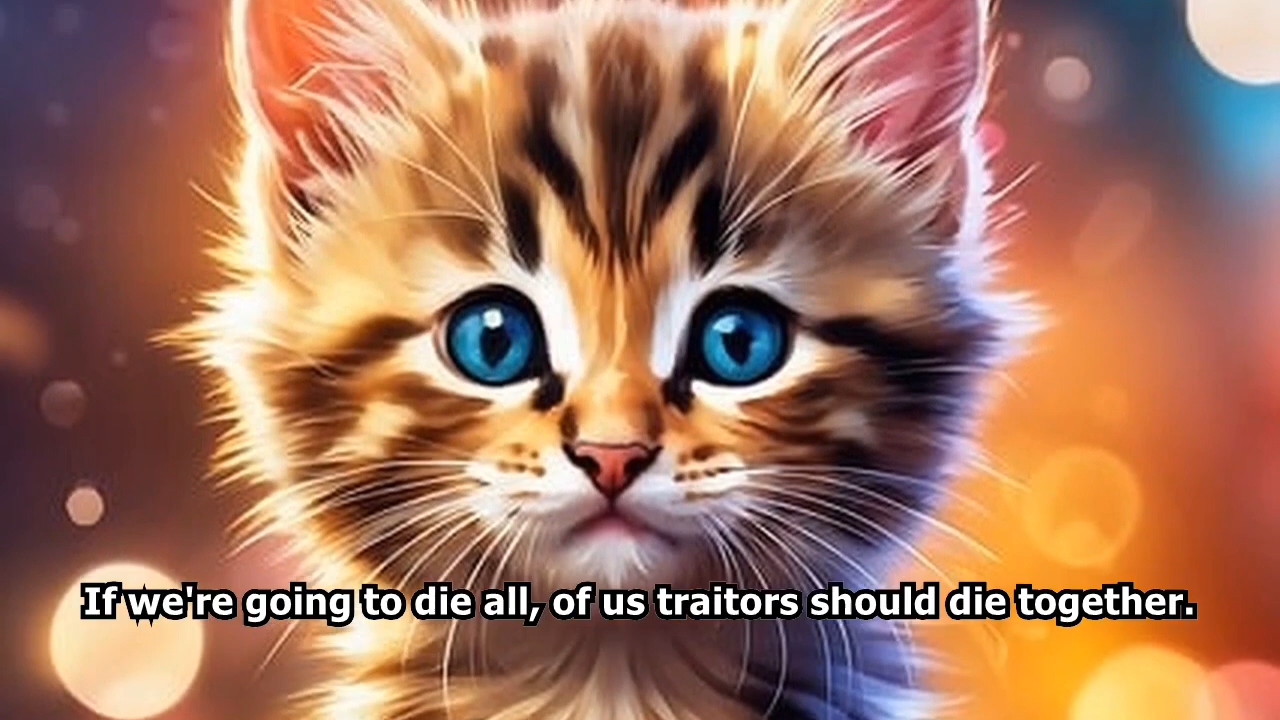 If we're going to die all, of us traitors should die together.